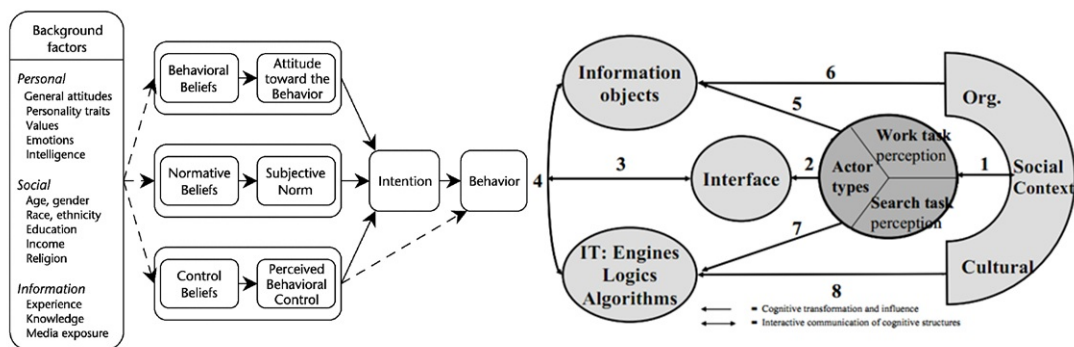 Background
factors
Personal
General attitudes
Personality traits
Values
Emotions
Intelligence
Social
Age, gender
Race, ethnicity
Education
Income
Religion
Information
Experience
Knowledge
Media exposure
Behavioral
Beliefs
Attitude
toward the
Behavior
Normative
Beliefs
Subjective
Norm
Control
Beliefs
Perceived
Behavioral
Control
Intention
Behavior
4
Information
objects
3
Interface
2
IT: Engines
Logics
Algorithms
6
5
7
8
Actor
types
Work task
perception
Search task
perception
1
Org.
Social
Context
Cultural
= Cognitive transformation and influence
= Interactive communication of cognitive structures